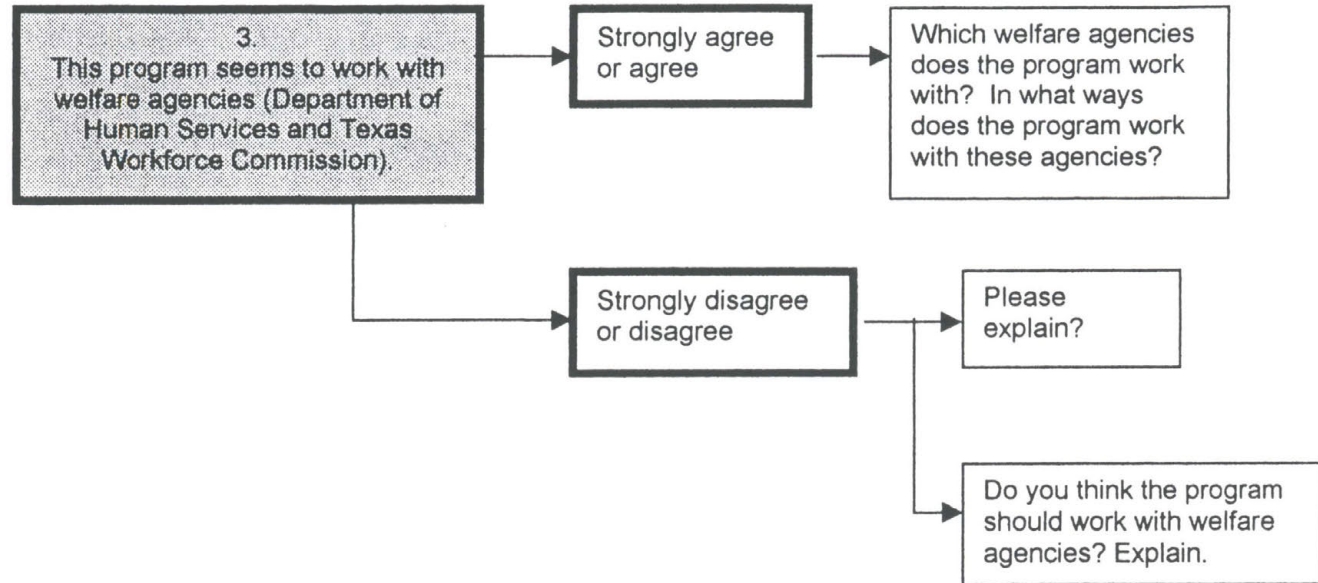 3.
This program seems to work with
welfare agencies (Department of
Human Services and Texas
Workforce Commission).
Strongly agree
or agree
Which welfare agencies
does the program work
with? In what ways
does the program work
with these agencies?
Strongly disagree
or disagree
Please
explain?
Do you think the program
should work with welfare
agencies? Explain.